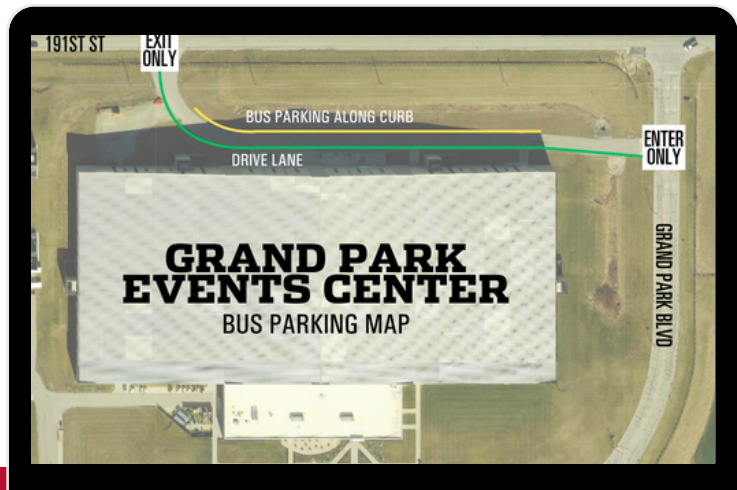 191ST ST
EXIT
ONLY
BUS PARKING ALONG CURB
ENTER
ONLY
DRIVE LANE
GRAND PARK BLVD
GRAND PARK
EVENTS CENTER
BUS PARKING MAP